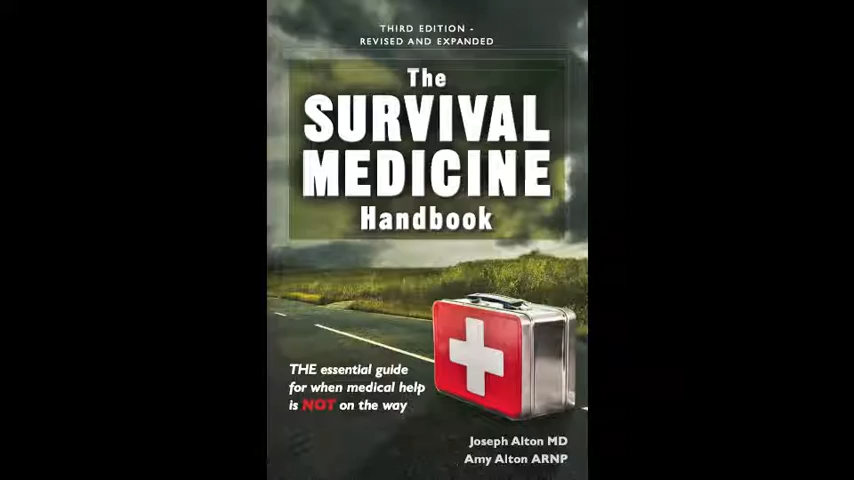 THIRD EDITION -
REVISED AND EXPANDED
The
SURVIVAL
MEDICINE
Handbook
THE essential guide
for when medical help
is NOT on the way
Joseph Alton MD
Amy Alton ARNP